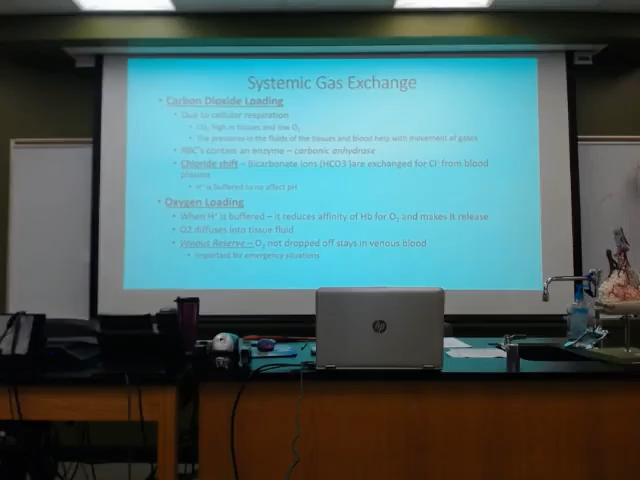 Systemic Gas Exchange
• Carbon Dioxide Loading
• Due to cellular respiration
• CO₂ high in tissues and low O₂
• The pressures in the fluids of the tissues and blood help with movement of gases
• RBC's contain an enzyme – carbonic anhydrase
• Chloride shift – Bicarbonate ions (HCO3⁻)are exchanged for Cl⁻ from blood
plasma
• H⁺ is buffered to no affect pH
• Oxygen Loading
• When H⁺ is buffered – it reduces affinity of Hb for O₂ and makes it release
• O2 diffuses into tissue fluid
• Venous Reserve – O₂ not dropped off stays in venous blood
• Important for emergency situations
hp